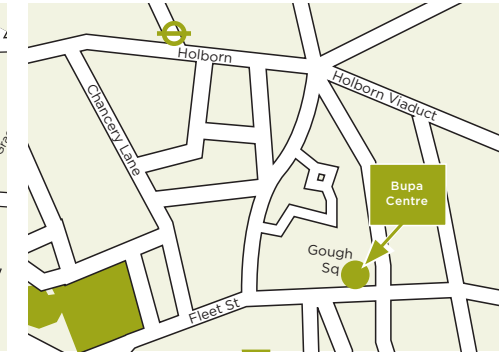 Holborn
Holborn Viaduct
Chancery Lane
Bupa
Centre
Gough
Sq
Fleet St